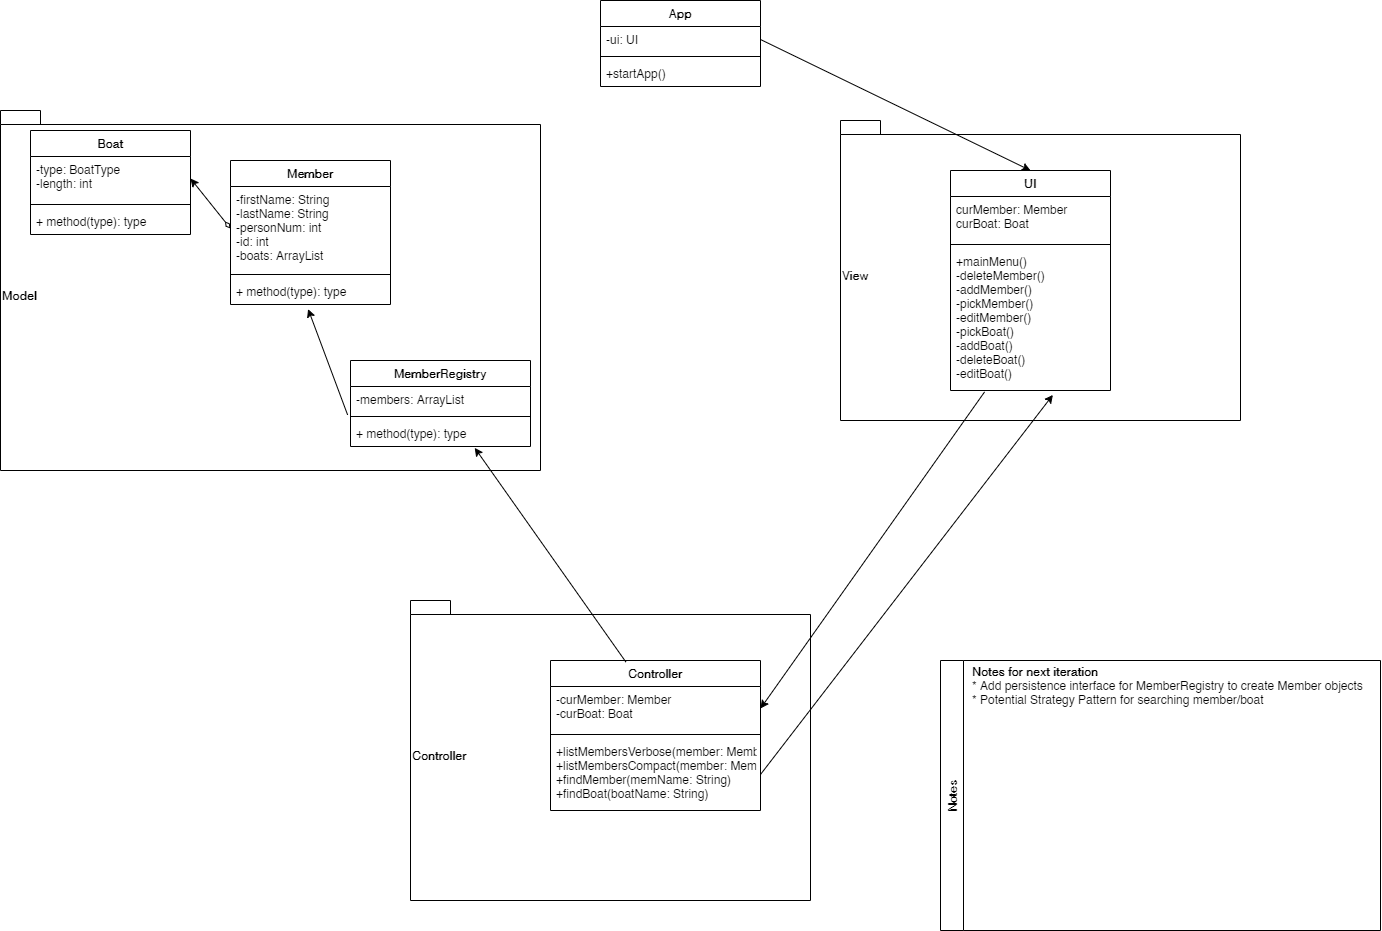 App
-ui: UI
+startApp()
Model
Boat
-type: BoatType
-length: int
+ method(type): type
Member
-firstName: String
-lastName: String
-personNum: int
-id: int
-boats: ArrayList
+ method(type): type
MemberRegistry
-members: ArrayList
+ method(type): type
View
UI
curMember: Member
curBoat: Boat
+mainMenu()
-deleteMember()
-addMember()
-pickMember()
-editMember()
-pickBoat()
-addBoat()
-deleteBoat()
-editBoat()
Controller
Controller
-curMember: Member
-curBoat: Boat
+listMembersVerbose(member: Memb
+listMembersCompact(member: Mem
+findMember(memName: String)
+findBoat(boatName: String)
Notes
Notes for next iteration
* Add persistence interface for MemberRegistry to create Member objects
* Potential Strategy Pattern for searching member/boat